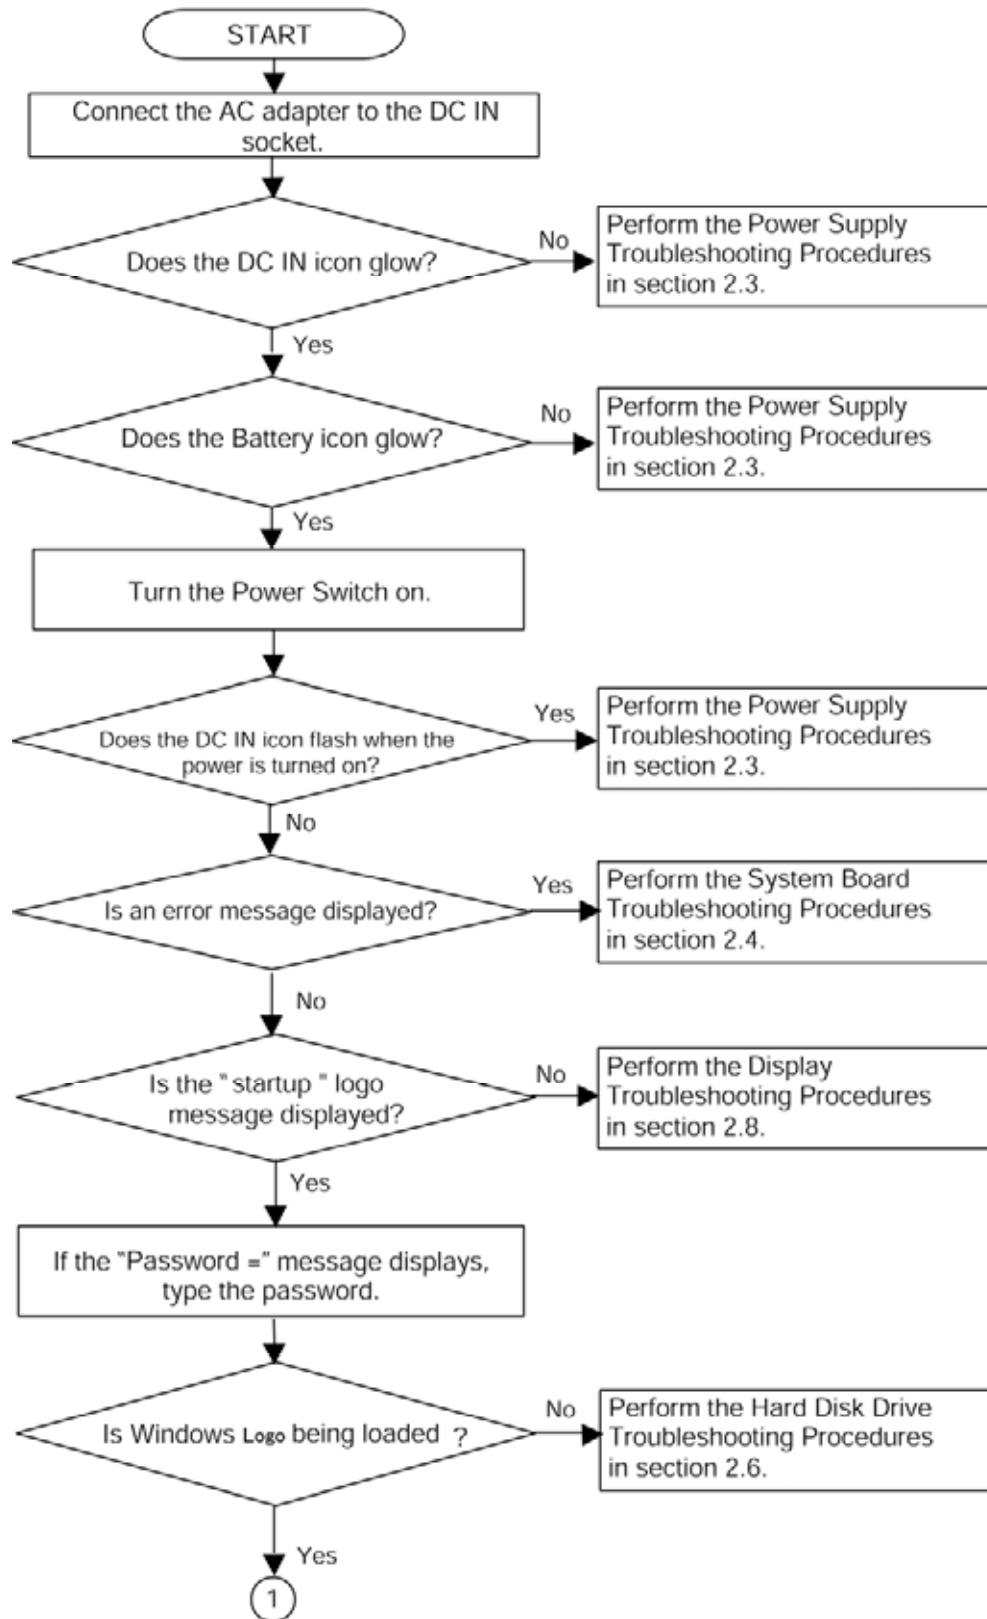 START
Connect the AC adapter to the DC IN
socket.
Does the DC IN icon glow?
No
Perform the Power Supply
Troubleshooting Procedures
in section 2.3.
Yes
Does the Battery icon glow?
No
Perform the Power Supply
Troubleshooting Procedures
in section 2.3.
Yes
Turn the Power Switch on.
Does the DC IN icon flash when the
power is turned on?
Yes
Perform the Power Supply
Troubleshooting Procedures
in section 2.3.
No
Is an error message displayed?
Yes
Perform the System Board
Troubleshooting Procedures
in section 2.4.
No
Is the "startup " logo
message displayed?
No
Perform the Display
Troubleshooting Procedures
in section 2.8.
Yes
If the "Password =" message displays,
type the password.
Is Windows Logo being loaded ?
No
Perform the Hard Disk Drive
Troubleshooting Procedures
in section 2.6.
Yes
1